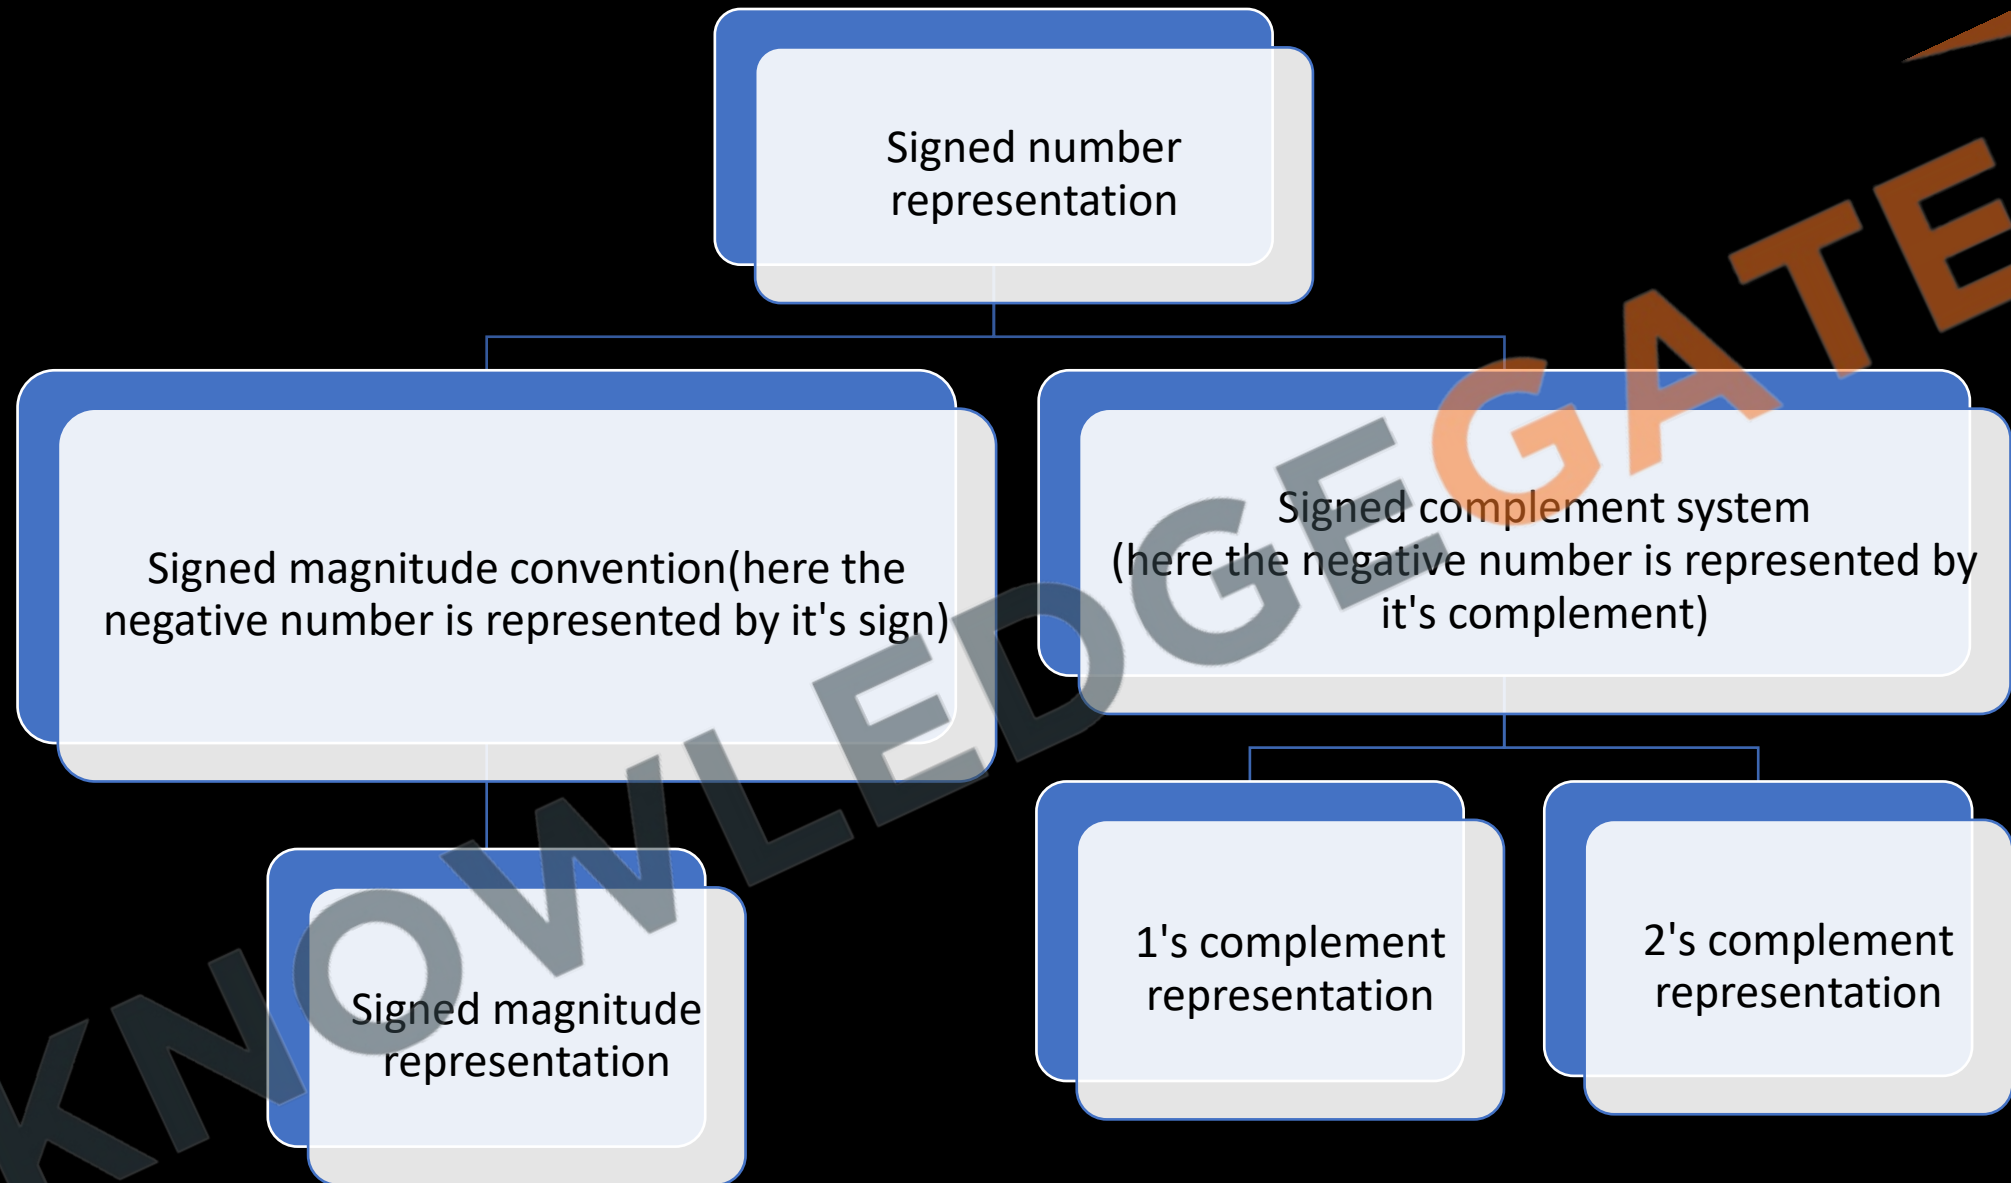 Signed number
representation
Signed magnitude convention(here the
negative number is represented by it's sign)
Signed complement system
(here the negative number is represented by
it's complement)
Signed magnitude
representation
1's complement
representation
2's complement
representation
KNOWLEDGEGATE